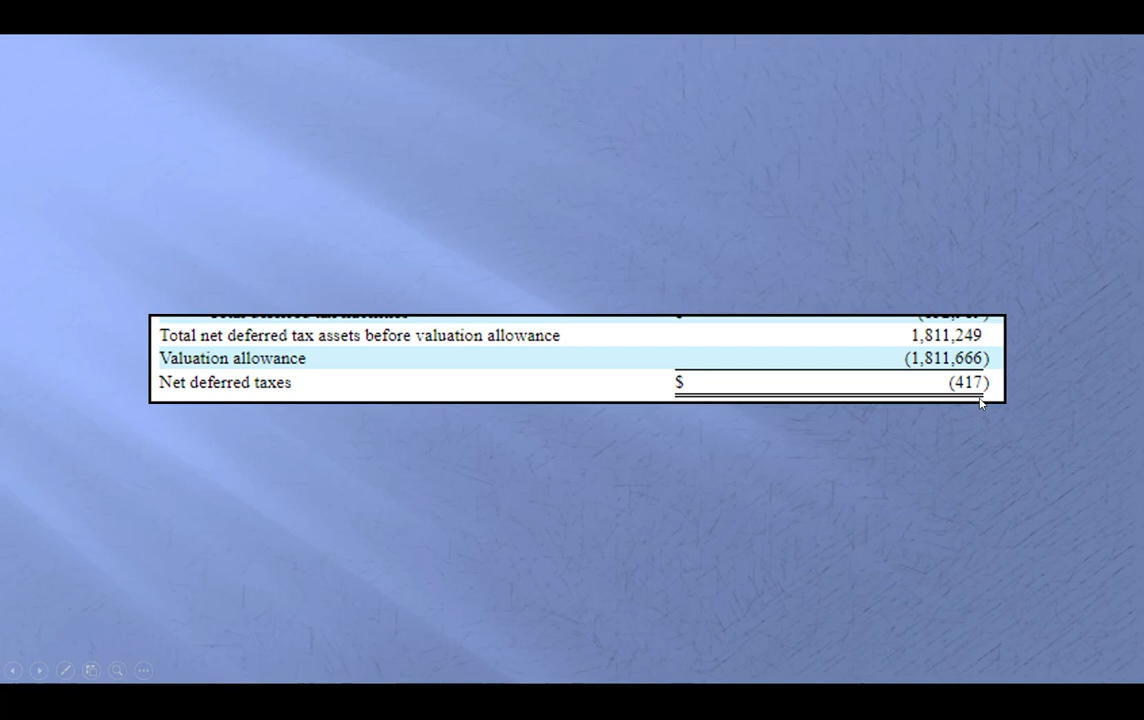 Total net deferred tax assets before valuation allowance 1,811,249
Valuation allowance (1,811,666)
Net deferred taxes $ (417)